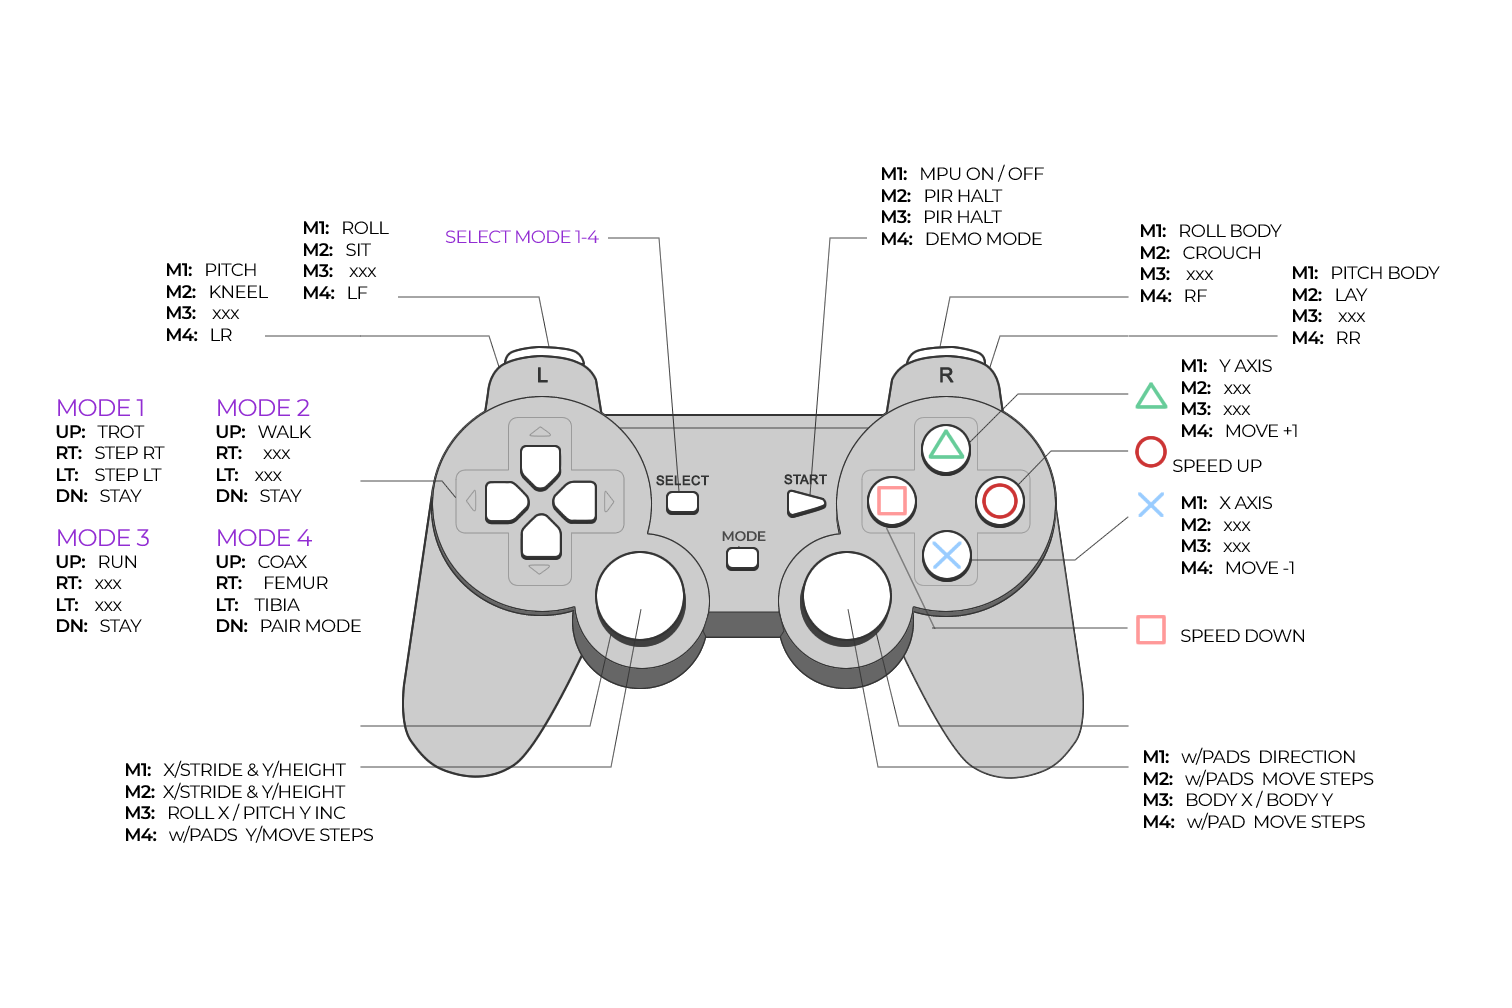 M1: MPU ON / OFF
M2: PIR HALT
M3: PIR HALT
M4: DEMO MODE
M1: ROLL
M2: SIT
M3: xxx
M4: LF
SELECT MODE 1-4
M1: ROLL BODY
M2: CROUCH
M3: xxx
M4: RF
M1: PITCH
M2: KNEEL
M3: xxx
M4: LR
M1: PITCH BODY
M2: LAY
M3: xxx
M4: RR
L
R
M1: Y AXIS
M2: xxx
M3: xxx
M4: MOVE +1
SPEED UP
MODE 1
UP: TROT
RT: STEP RT
LT: STEP LT
DN: STAY
MODE 2
UP: WALK
RT: xxx
LT: xxx
DN: STAY
SELECT
START
MODE
M1: X AXIS
M2: xxx
M3: xxx
M4: MOVE -1
MODE 3
UP: RUN
RT: xxx
LT: xxx
DN: STAY
MODE 4
UP: COAX
RT: FEMUR
LT: TIBIA
DN: PAIR MODE
SPEED DOWN
M1: X/STRIDE & Y/HEIGHT
M2: X/STRIDE & Y/HEIGHT
M3: ROLL X / PITCH Y INC
M4: w/PADS Y/MOVE STEPS
M1: w/PADS DIRECTION
M2: w/PADS MOVE STEPS
M3: BODY X / BODY Y
M4: w/PAD MOVE STEPS